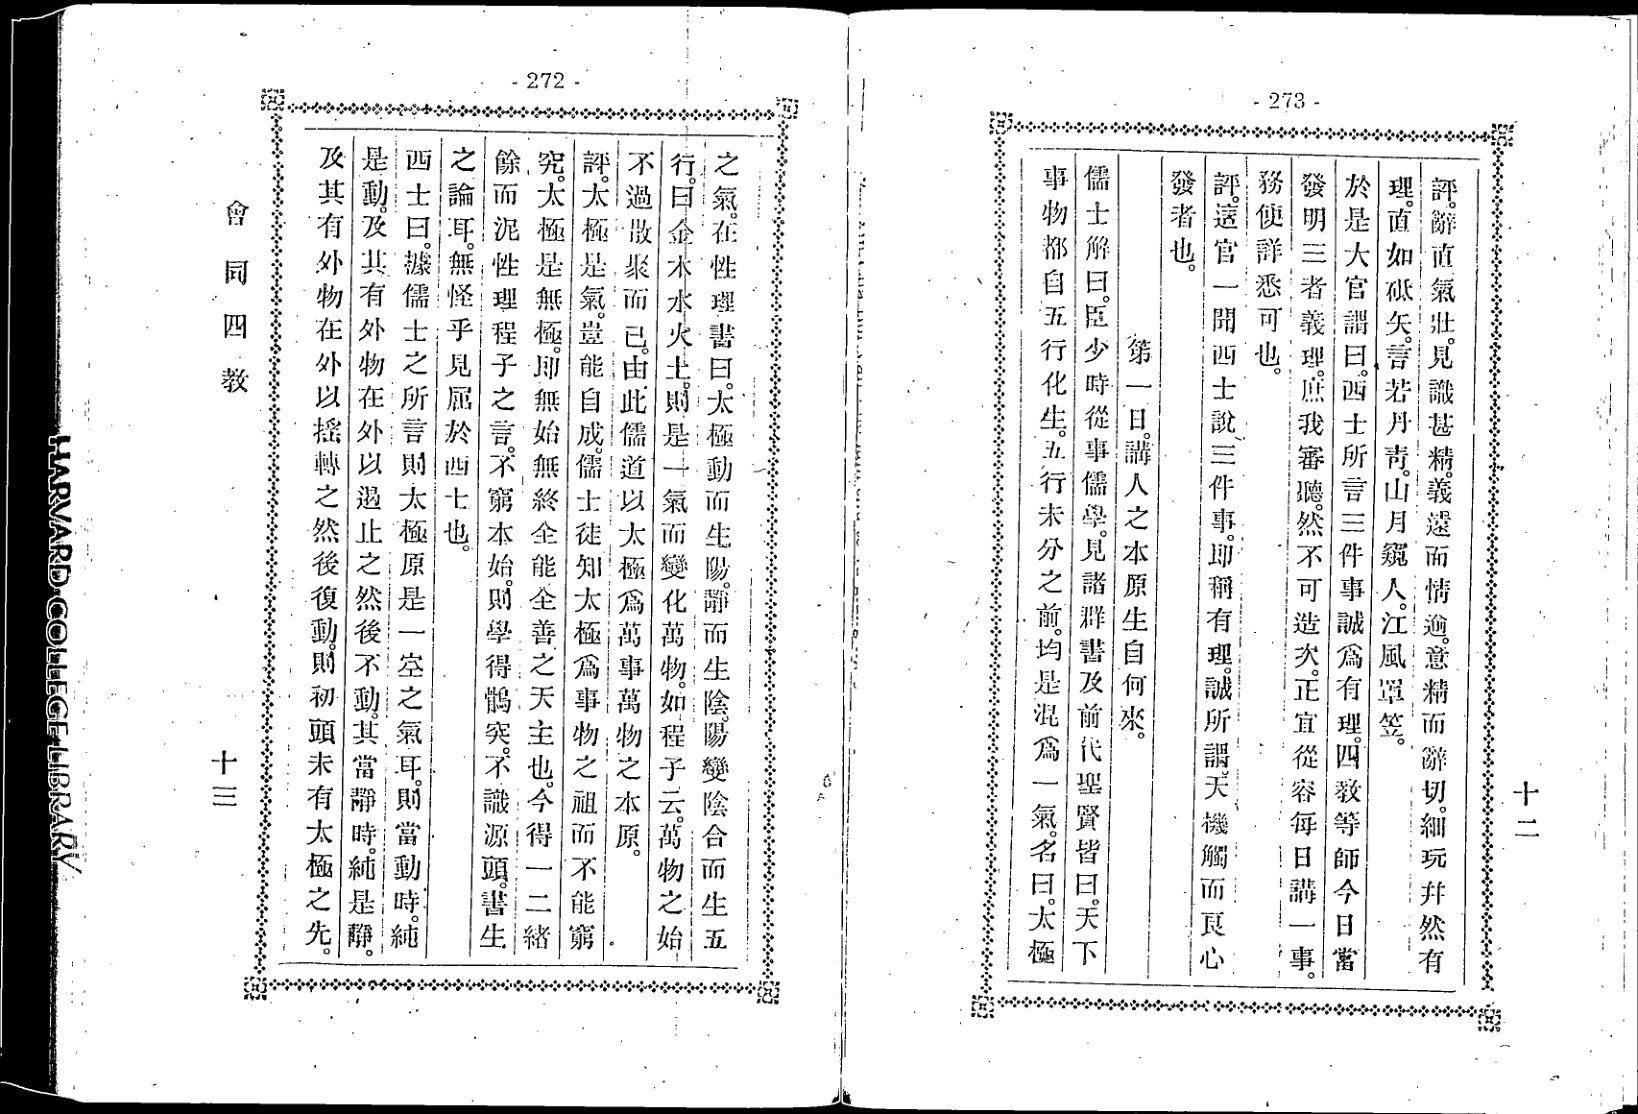 - 273 -
評。辭直氣壯。見識甚精。義遠而情逾。意精而辭切。細玩井然有
理。直如砥矢。言若丹靑。山月窺人。江風罩笠。
於是大官謂曰。西士所言三件事誠爲有理。四敎等師今日當
發明三者義理。庶我審聽。然不可造次。正宜從容每日講一事。
務使詳悉可也。
評。這官一聞西士說三件事。卽稱有理。誠所謂天機觸而良心
發者也。
第一日。講人之本原生自何來。
儒士解曰。臣少時從事儒學。見諸群書及前代聖賢皆曰。天下
事物都自五行化生。五行未分之前。均是混爲一氣。名曰。太極
十二
- 272 -
之氣。在性理書曰。太極動而生陽。靜而生陰。陽變陰合而生五
行。曰金木水火土。則是一氣而變化萬物。如程子云。萬物之始
不過散聚而已。由此儒道以太極爲萬事萬物之本原。
評。太極是氣。豈能自成。儒士徒知太極爲事物之祖而不能窮
究。太極是無極。卽無始無終全能全善之天主也。今得一二緖
餘而泥性理程子之言。不窮本始。則學得鶻突。不識源頭。書生
之論耳。無怪乎見屈於西士也。
西士曰。據儒士之所言則太極原是一空之氣耳。則當動時。純
是動。及其有外物在外以遏止之然後不動。其當靜時。純是靜。
及其有外物在外以搖轉之然後復動。則初頭未有太極之先。
會同四敎
十三
HARVARD COLLEGE LIBRARY